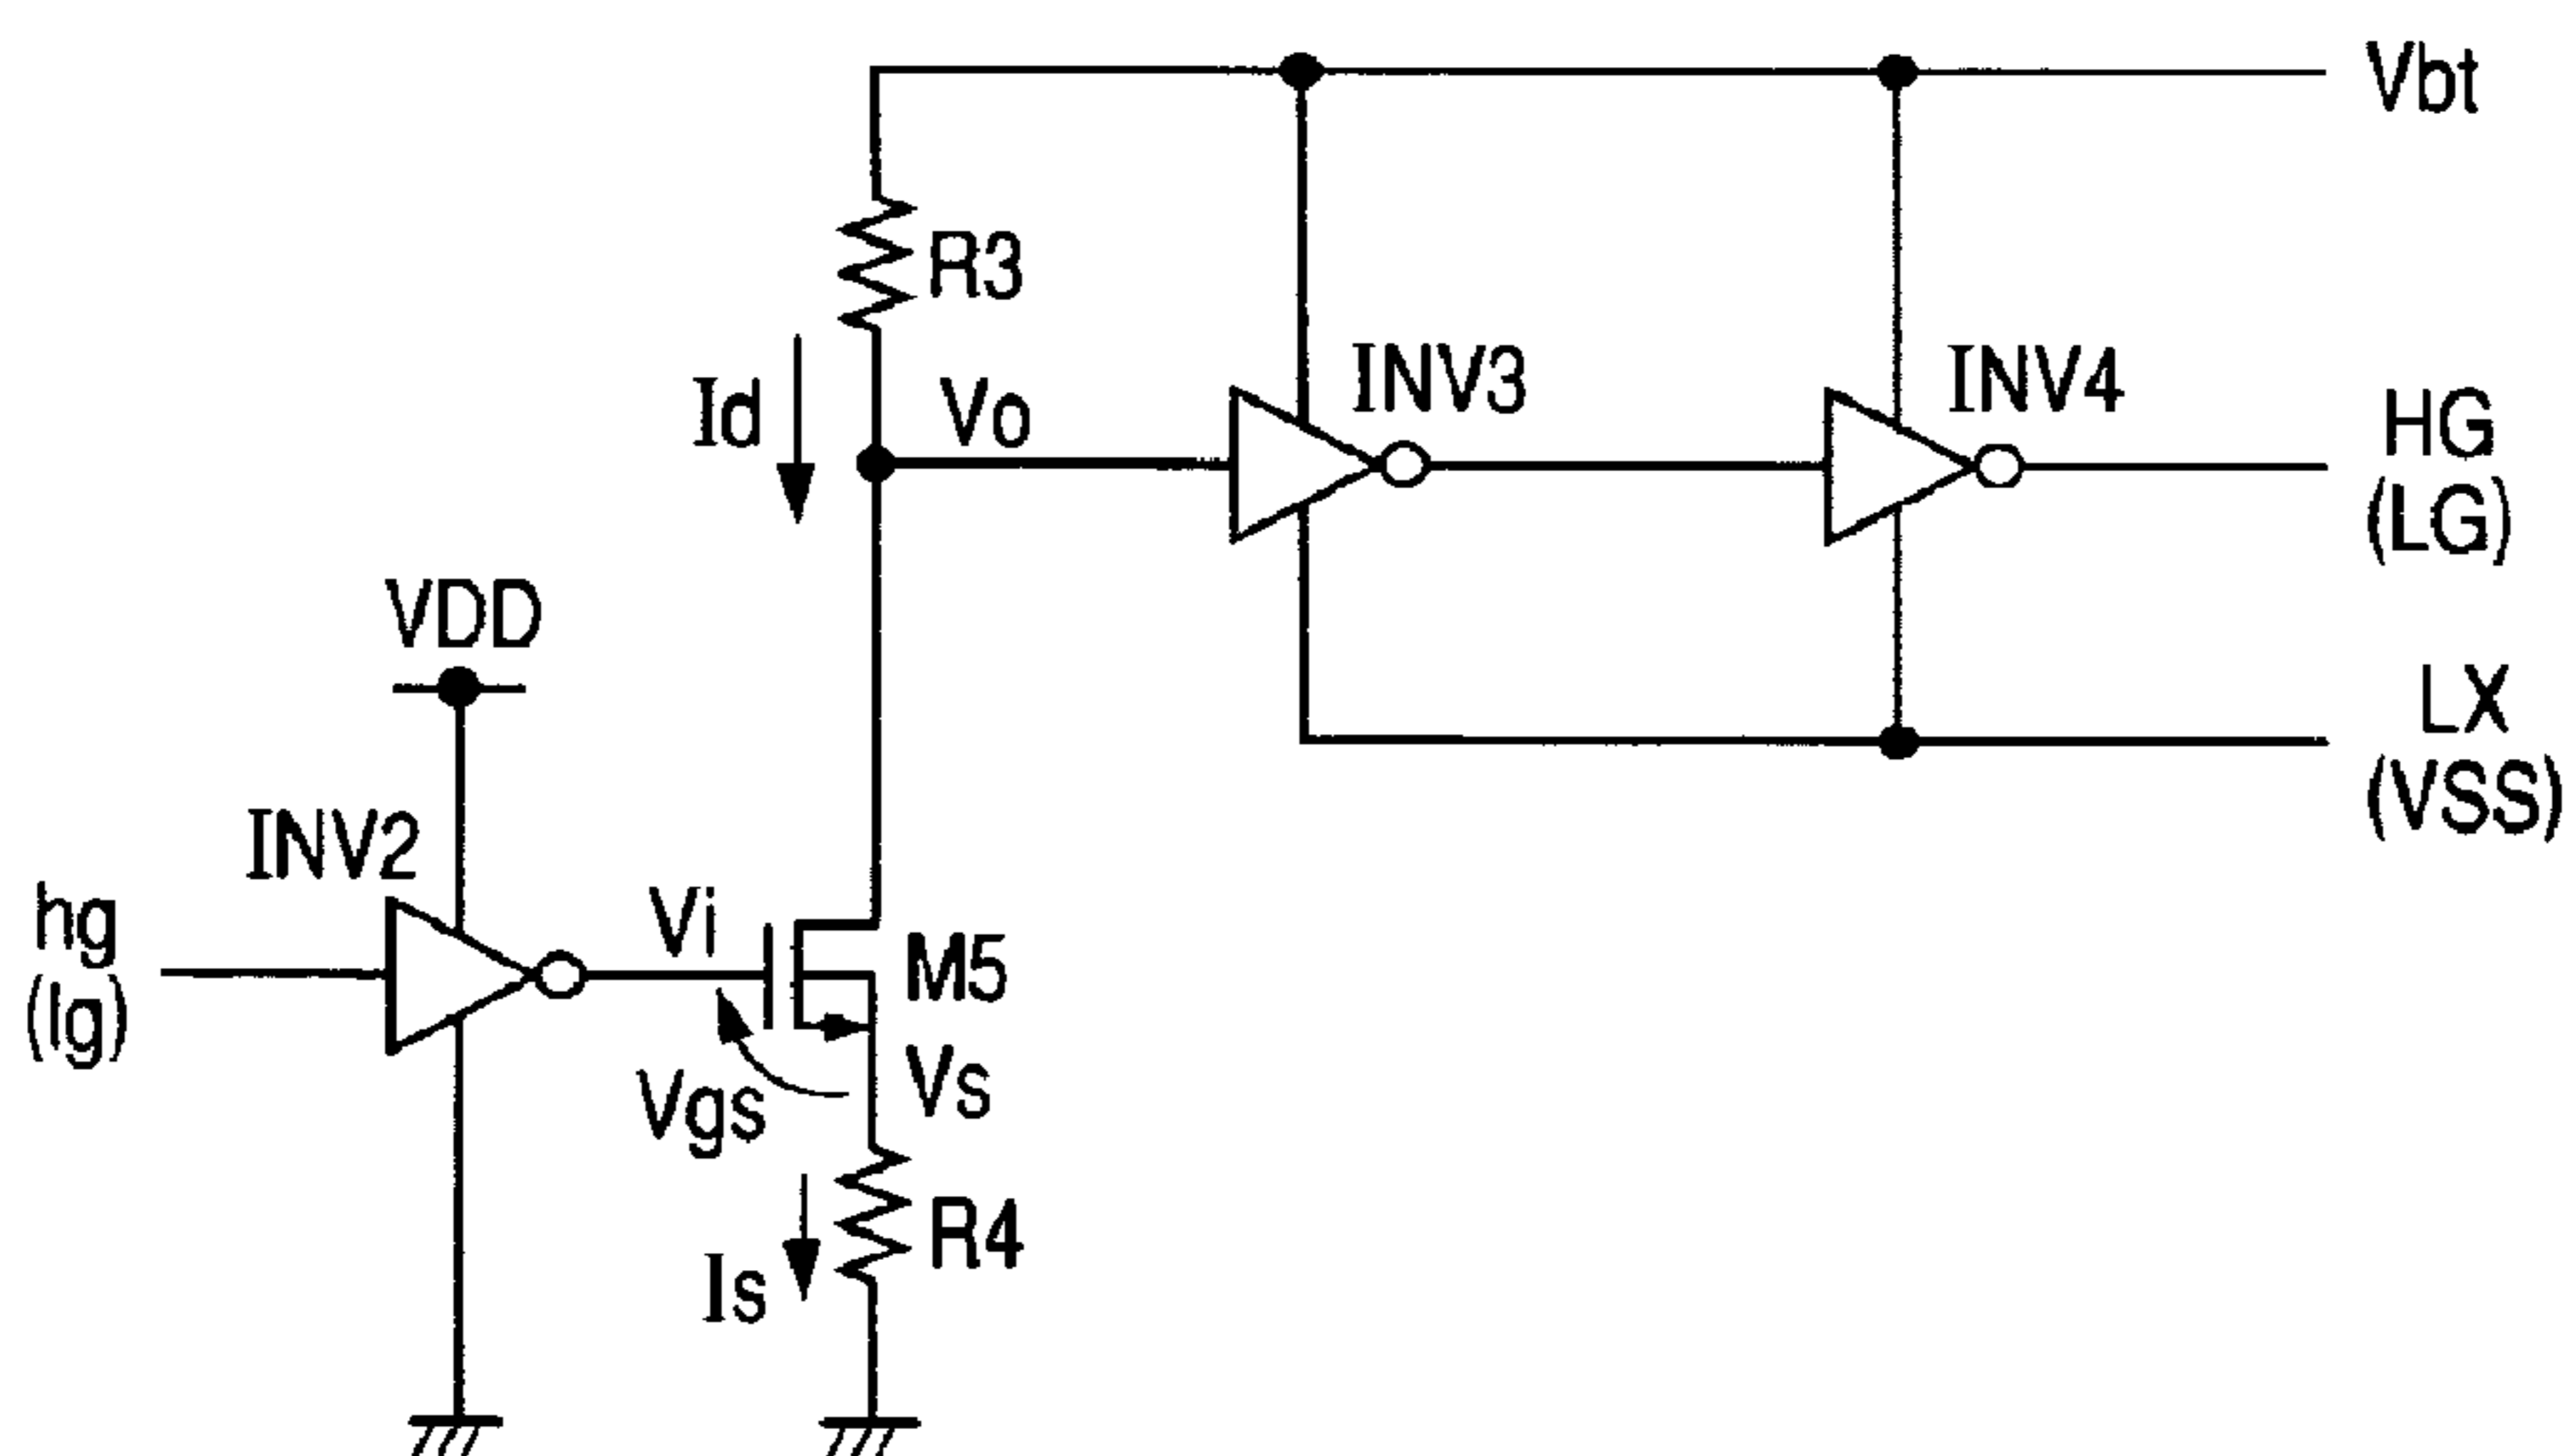 Vbt
R3
Id
Vo
INV3
INV4
HG
(LG)
VDD
LX
(VSS)
INV2
hg
(lg)
Vi
M5
Vgs
Vs
Is
R4